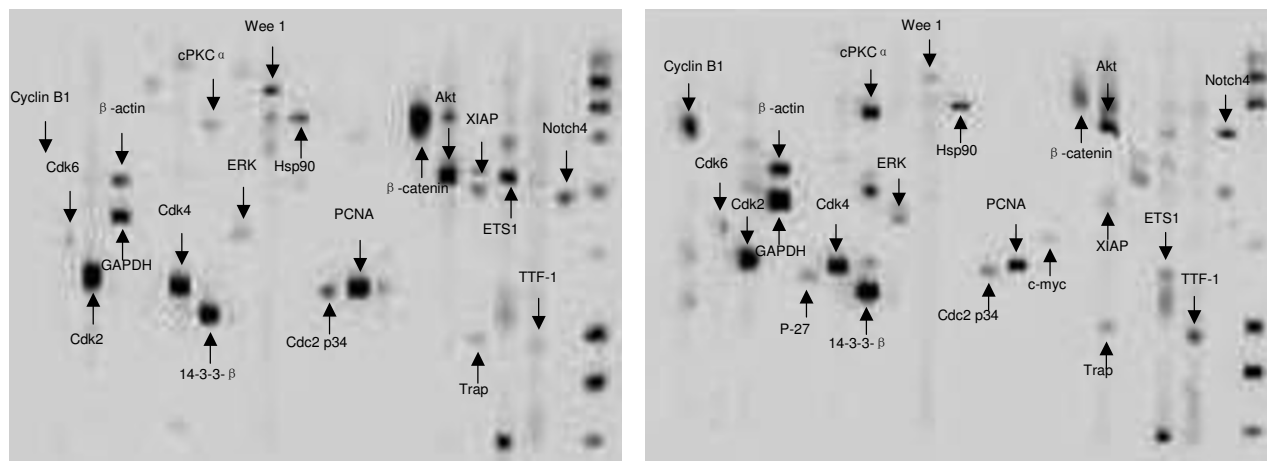 Wee 1
cPKC α
Cyclin B1
β -actin
Akt
XIAP
Notch4
Cdk6
ERK
Hsp90
β -catenin
Cdk4
PCNA
ETS1
GAPDH
TTF-1
Cdk2
Cdc2 p34
14-3-3- β
Trap
Wee 1
cPKC α
Cyclin B1
Akt
Notch4
β -actin
Hsp90
β -catenin
Cdk6
ERK
Cdk2
Cdk4
PCNA
ETS1
GAPDH
XIAP
c-myc
TTF-1
P-27
Cdc2 p34
14-3-3- β
Trap